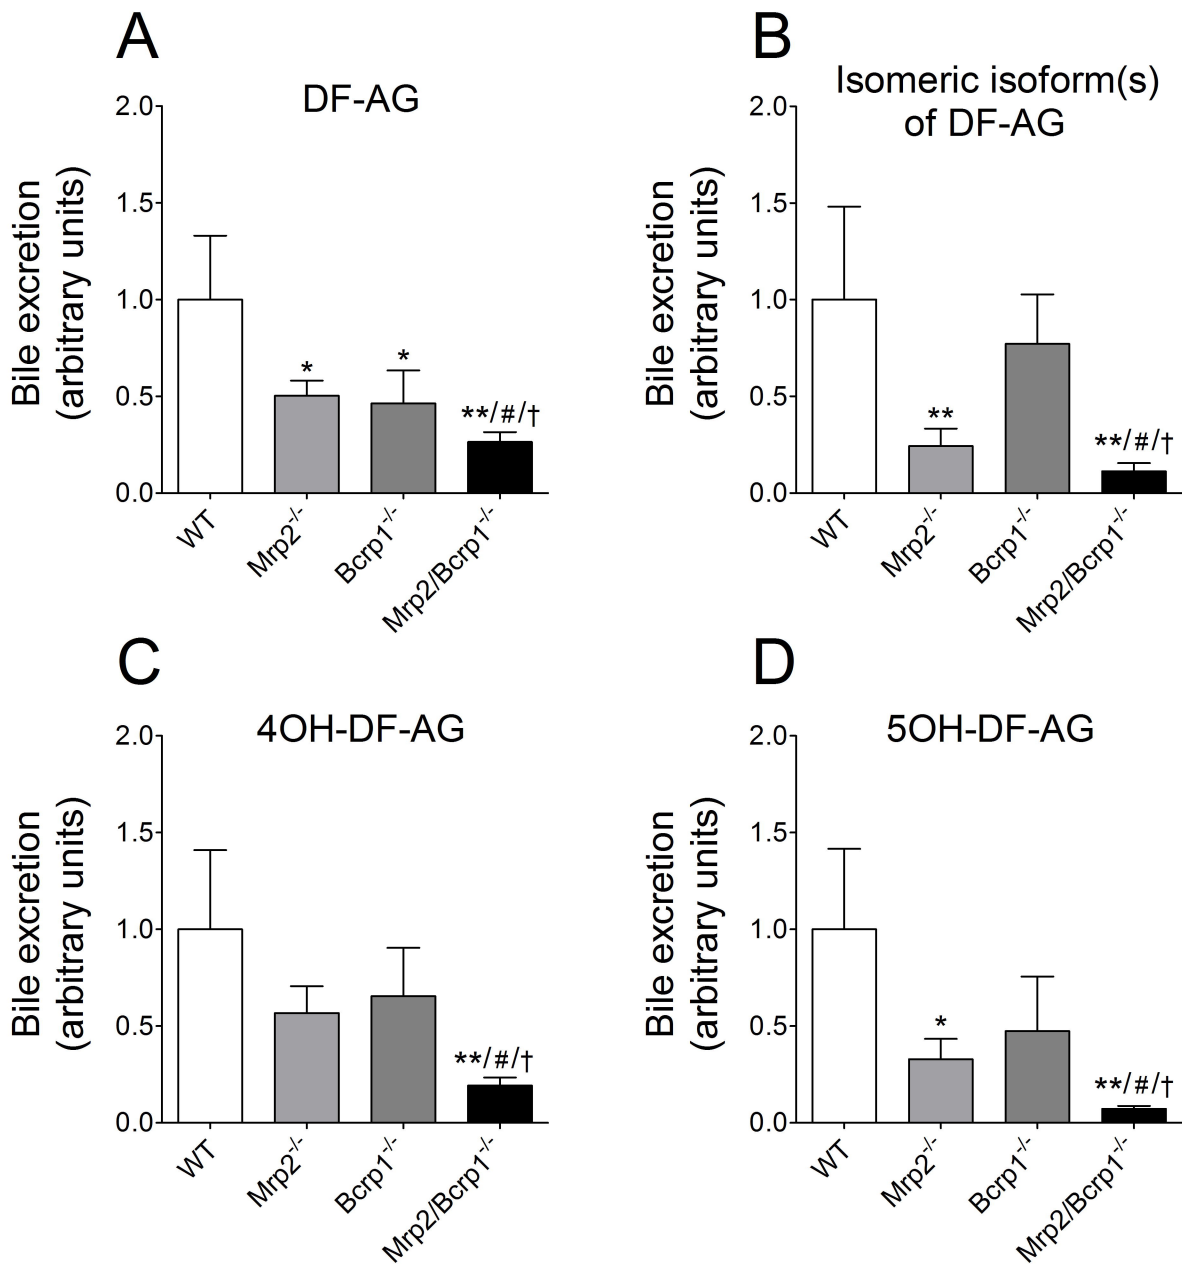 A
DF-AG
Bile excretion
(arbitrary units)
2.0
1.5
1.0
0.5
0.0
*
*
**/#/†
WT
Mrp2-/-
Bcrp1-/-
Mrp2/Bcrp1-/-
B
Isomeric isoform(s)
of DF-AG
Bile excretion
(arbitrary units)
2.0
1.5
1.0
0.5
0.0
**
**/#/†
WT
Mrp2-/-
Bcrp1-/-
Mrp2/Bcrp1-/-
C
4OH-DF-AG
Bile excretion
(arbitrary units)
2.0
1.5
1.0
0.5
0.0
**/#/†
WT
Mrp2-/-
Bcrp1-/-
Mrp2/Bcrp1-/-
D
5OH-DF-AG
Bile excretion
(arbitrary units)
2.0
1.5
1.0
0.5
0.0
*
**/#/†
WT
Mrp2-/-
Bcrp1-/-
Mrp2/Bcrp1-/-